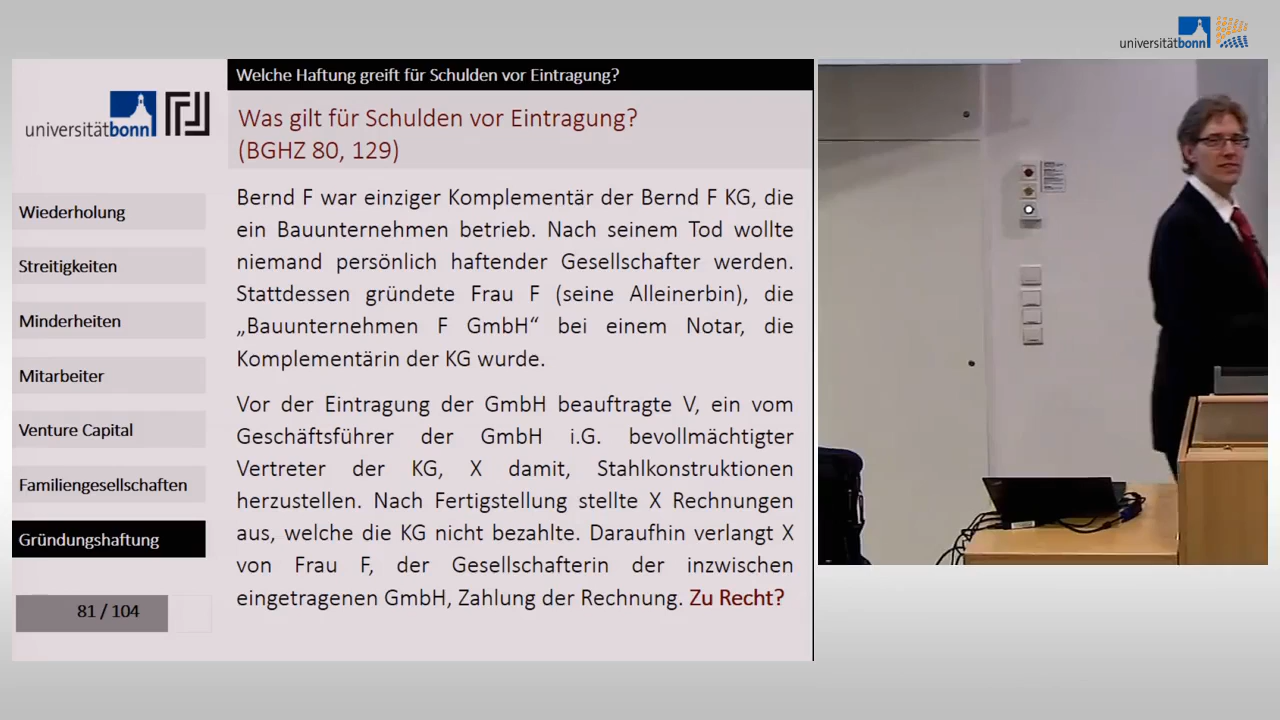 universitätbonn
Welche Haftung greift für Schulden vor Eintragung?
universitätbonn
Was gilt für Schulden vor Eintragung?
(BGHZ 80, 129)
Wiederholung
Streitigkeiten
Minderheiten
Mitarbeiter
Venture Capital
Familiengesellschaften
Gründungshaftung
81 / 104
Bernd F war einziger Komplementär der Bernd F KG, die
ein Bauunternehmen betrieb. Nach seinem Tod wollte
niemand persönlich haftender Gesellschafter werden.
Stattdessen gründete Frau F (seine Alleinerbin), die
„Bauunternehmen F GmbH“ bei einem Notar, die
Komplementärin der KG wurde.
Vor der Eintragung der GmbH beauftragte V, ein vom
Geschäftsführer der GmbH i.G. bevollmächtigter
Vertreter der KG, X damit, Stahlkonstruktionen
herzustellen. Nach Fertigstellung stellte X Rechnungen
aus, welche die KG nicht bezahlte. Daraufhin verlangt X
von Frau F, der Gesellschafterin der inzwischen
eingetragenen GmbH, Zahlung der Rechnung. Zu Recht?